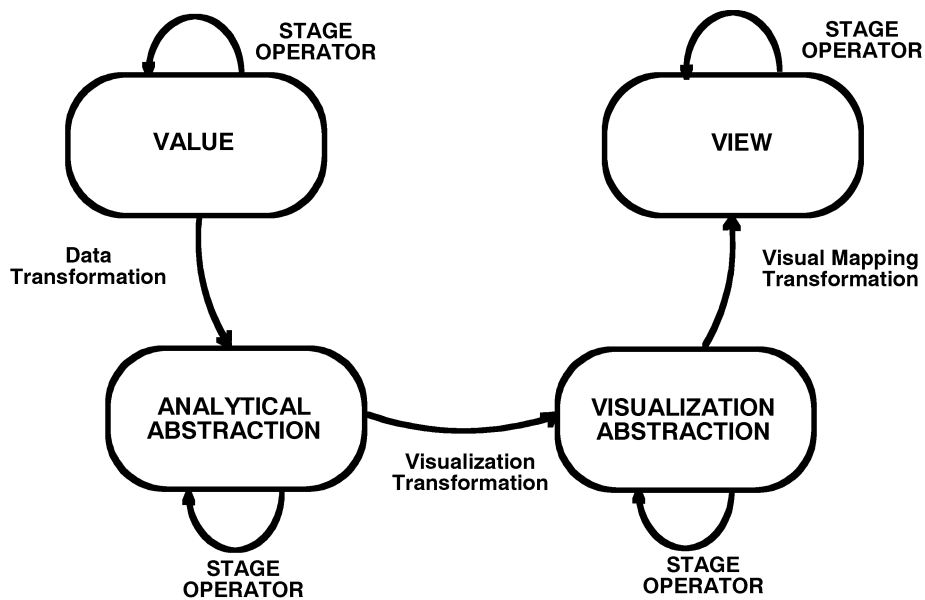 STAGE
OPERATOR
STAGE
OPERATOR
VALUE
VIEW
Data
Transformation
Visual Mapping
Transformation
ANALYTICAL
ABSTRACTION
VISUALIZATION
ABSTRACTION
Visualization
Transformation
STAGE
OPERATOR
STAGE
OPERATOR